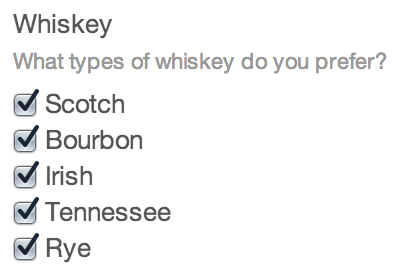 Whiskey
What types of whiskey do you prefer?
Scotch
Bourbon
Irish
Tennessee
Rye